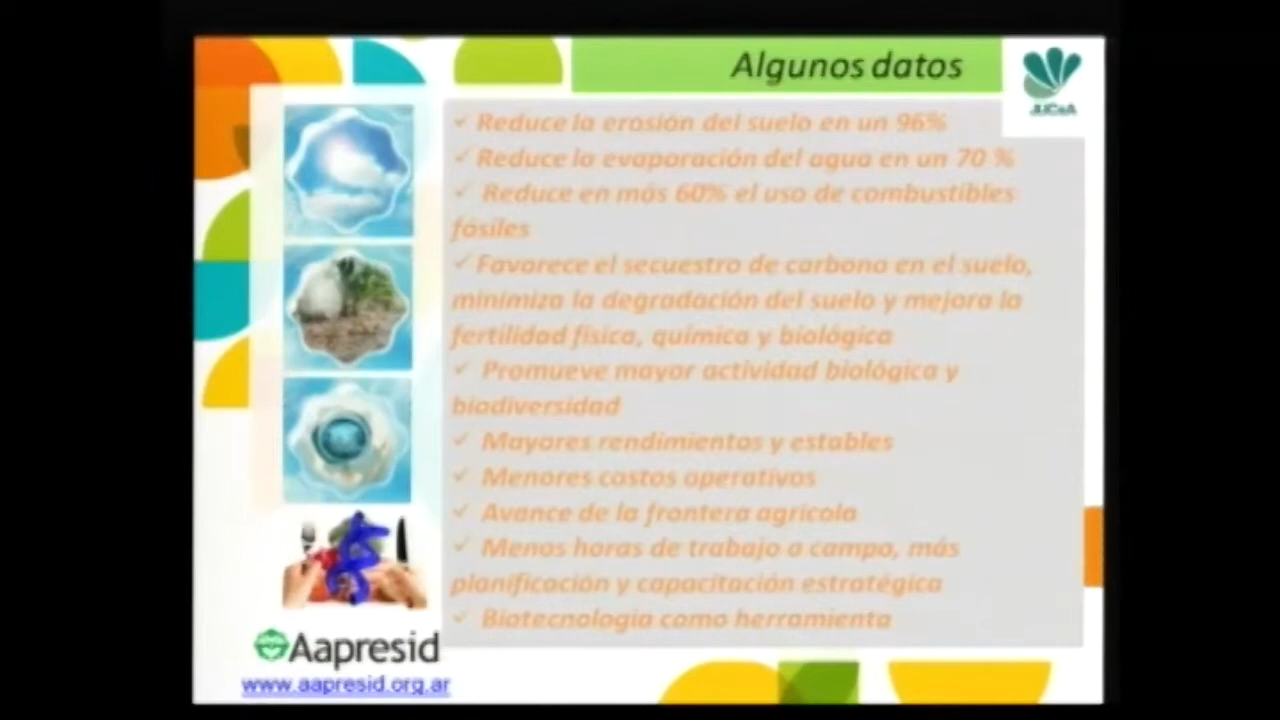 Algunos datos
JUCeA
✓ Reduce la erosión del suelo en un 96%
✓ Reduce la evaporación del agua en un 70 %
✓ Reduce en más 60% el uso de combustibles
fósiles
✓ Favorece el secuestro de carbono en el suelo,
minimiza la degradación del suelo y mejora la
fertilidad física, química y biológica
✓ Promueve mayor actividad biológica y
biodiversidad
✓ Mayores rendimientos y estables
✓ Menores costos operativos
✓ Avance de la frontera agrícola
✓ Menos horas de trabajo a campo, más
planificación y capacitación estratégica
✓ Biotecnología como herramienta
Aapresid
www.aapresid.org.ar